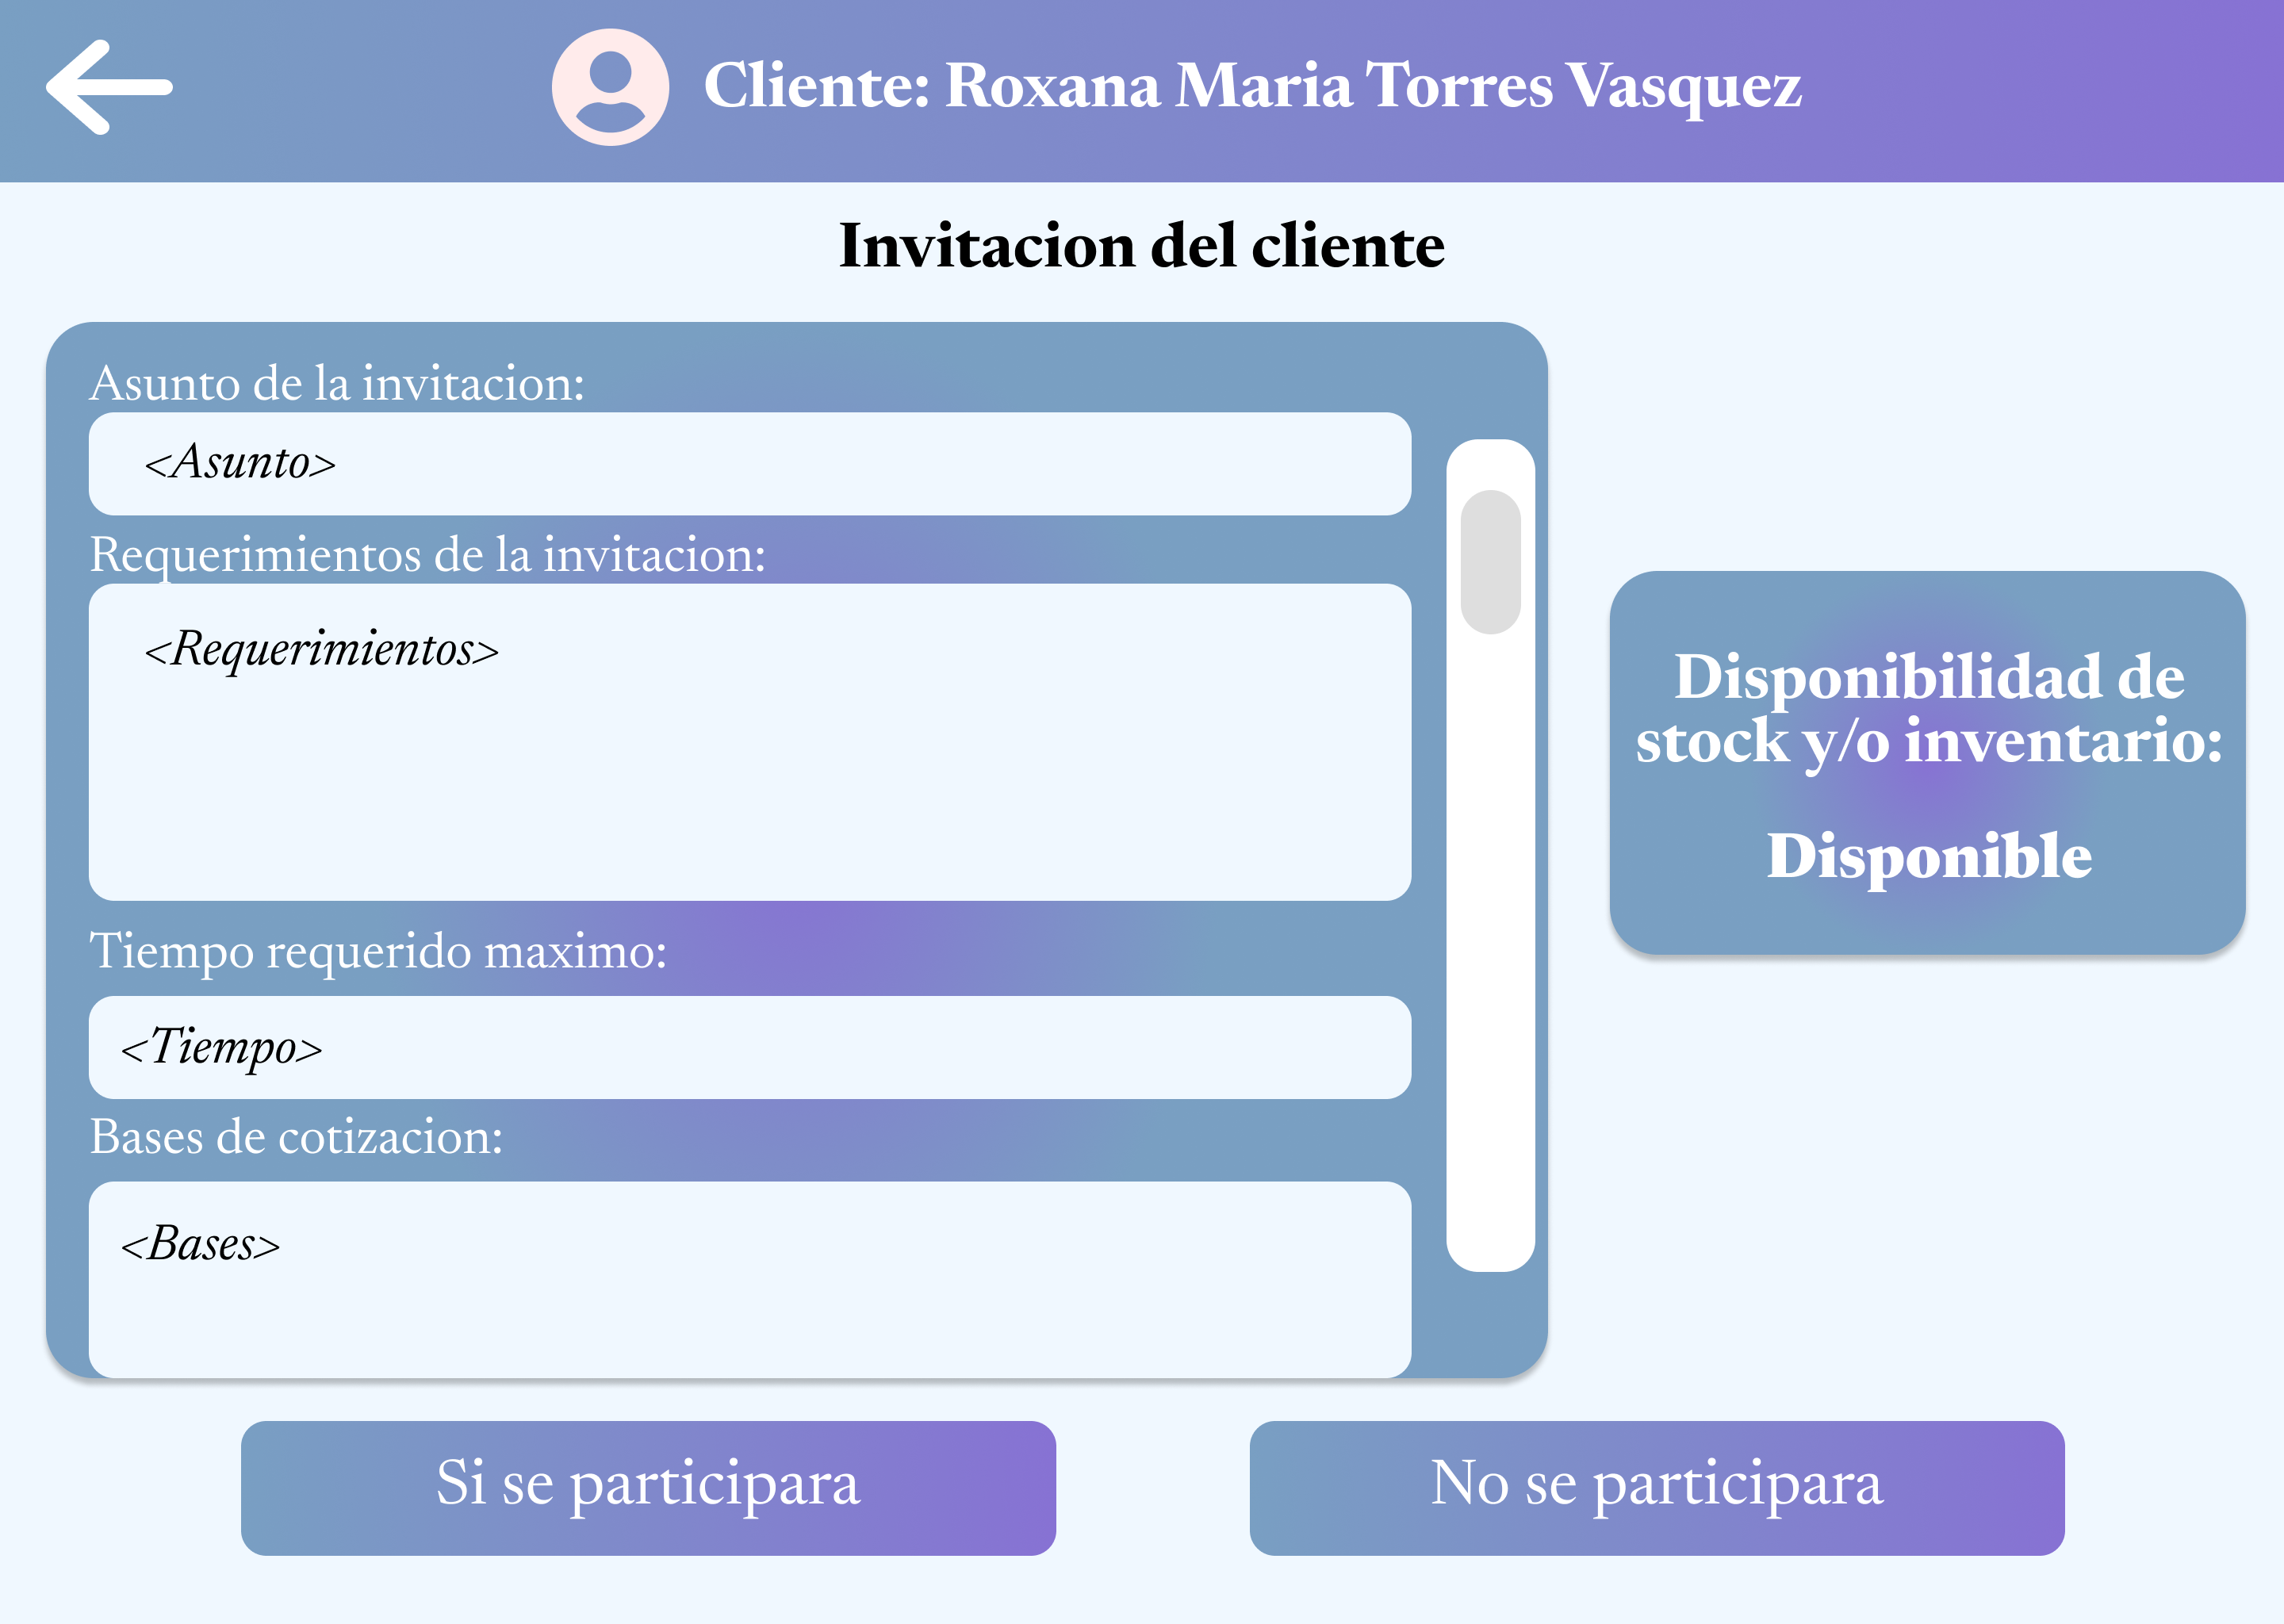 Cliente: Roxana Maria Torres Vasquez
Invitacion del cliente
Asunto de la invitacion:
<Asunto>
Requerimientos de la invitacion:
<Requerimientos>
Tiempo requerido maximo:
<Tiempo>
Bases de cotizacion:
<Bases>
Disponibilidad de
stock y/o inventario:
Disponible
Si se participara
No se participara